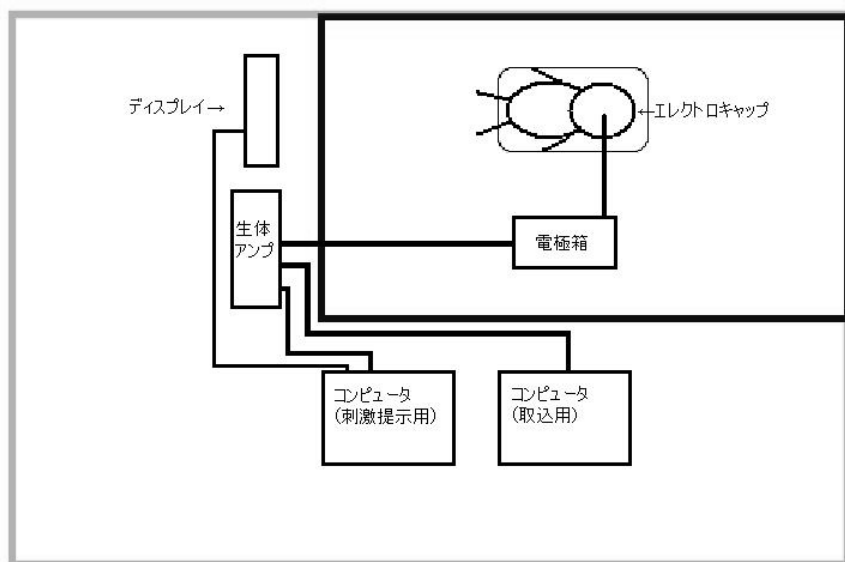 ディスプレイ→
←エレクトロキャップ
生体
アンプ
電極箱
コンピュータ
(刺激提示用)
コンピュータ
(取込用)